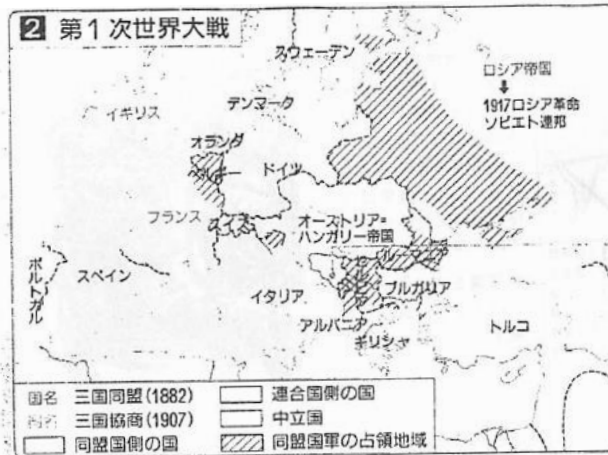 2 第1次世界大戦
スウェーデン
ロシア帝国
1917ロシア革命
ソビエト連邦
イギリス
デンマーク
オランダ
ベルギー
ドイツ
フランス
スイス
オーストリア=
ハンガリー帝国
ポルトガル
スペイン
イタリア
セルビア
ブルガリア
アルバニア
ギリシャ
トルコ
国名 三国同盟(1882)
連合国側の国
国名 三国協商(1907)
中立国
同盟国側の国
同盟国軍の占領地域